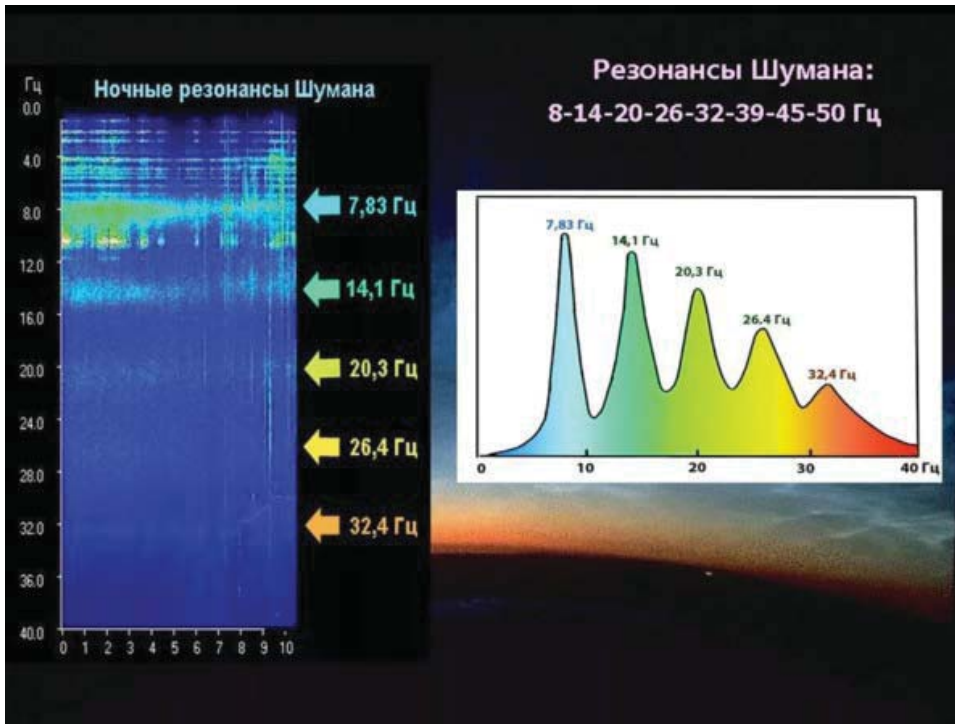 Гц
Ночные резонансы Шумана
0.0
4.0
8.0
12.0
16.0
20.0
24.0
28.0
32.0
36.0
40.0
0 1 2 3 4 5 6 7 8 9 10
7,83 Гц
14,1 Гц
20,3 Гц
26,4 Гц
32,4 Гц
Резонансы Шумана:
8-14-20-26-32-39-45-50 Гц
7,83 Гц
14,1 Гц
20,3 Гц
26,4 Гц
32,4 Гц
0 10 20 30 40 Гц